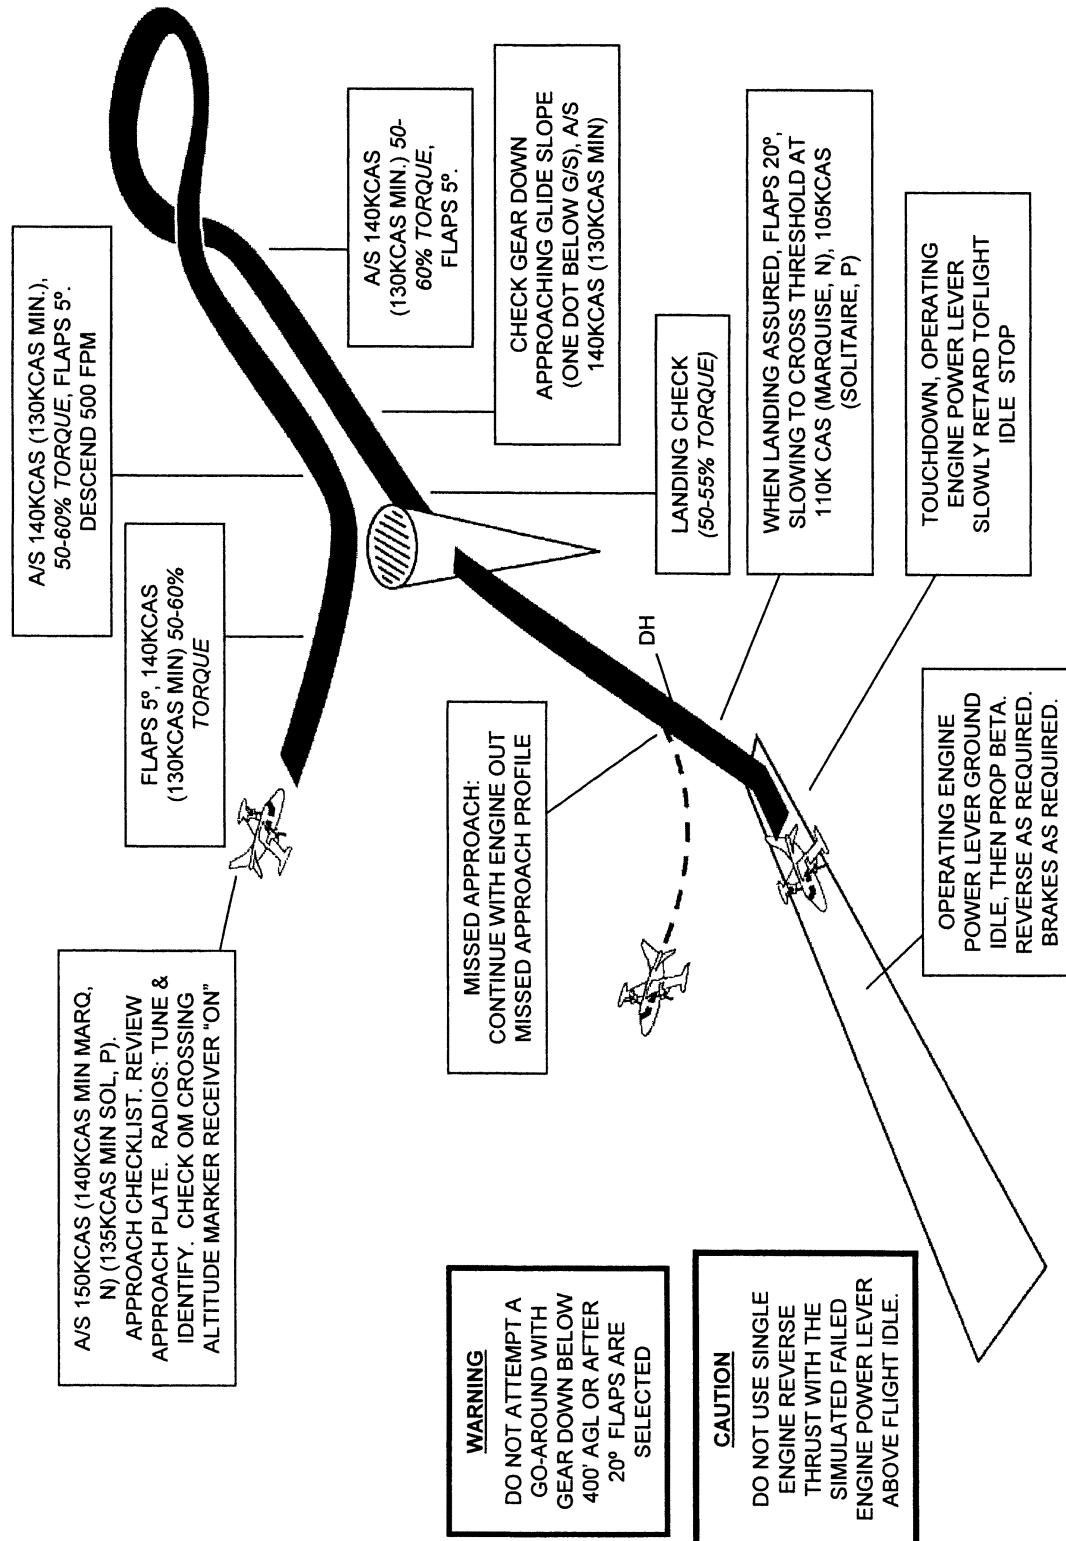 A/S 150KCAS (140KCAS MIN MARQ,
N) (135KCAS MIN SOL, P).
APPROACH CHECKLIST. REVIEW
APPROACH PLATE. RADIOS: TUNE &
IDENTIFY. CHECK OM CROSSING
ALTITUDE MARKER RECEIVER “ON”
FLAPS 5º, 140KCAS
(130KCAS MIN) 50-60%
TORQUE
A/S 140KCAS (130KCAS MIN.),
50-60% TORQUE, FLAPS 5º.
DESCEND 500 FPM
A/S 140KCAS
(130KCAS MIN.) 50-
60% TORQUE,
FLAPS 5º.
CHECK GEAR DOWN
APPROACHING GLIDE SLOPE
(ONE DOT BELOW G/S), A/S
140KCAS (130KCAS MIN)
LANDING CHECK
(50-55% TORQUE)
DH
MISSED APPROACH:
CONTINUE WITH ENGINE OUT
MISSED APPROACH PROFILE
WHEN LANDING ASSURED, FLAPS 20º,
SLOWING TO CROSS THRESHOLD AT
110K CAS (MARQUISE, N), 105KCAS
(SOLITAIRE, P)
TOUCHDOWN, OPERATING
ENGINE POWER LEVER
SLOWLY RETARD TOFLIGHT
IDLE STOP
OPERATING ENGINE
POWER LEVER GROUND
IDLE, THEN PROP BETA.
REVERSE AS REQUIRED.
BRAKES AS REQUIRED.
WARNING
DO NOT ATTEMPT A
GO-AROUND WITH
GEAR DOWN BELOW
400' AGL OR AFTER
20º FLAPS ARE
SELECTED
CAUTION
DO NOT USE SINGLE
ENGINE REVERSE
THRUST WITH THE
SIMULATED FAILED
ENGINE POWER LEVER
ABOVE FLIGHT IDLE.